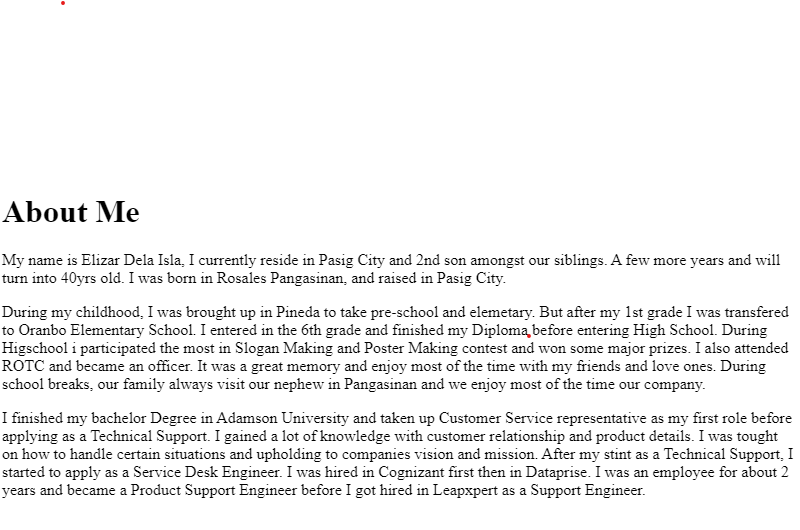 About Me
My name is Elizar Dela Isla, I currently reside in Pasig City and 2nd son amongst our siblings. A few more years and will
turn into 40yrs old. I was born in Rosales Pangasinan, and raised in Pasig City.
During my childhood, I was brought up in Pineda to take pre-school and elemetary. But after my 1st grade I was transfered
to Oranbo Elementary School. I entered in the 6th grade and finished my Diploma before entering High School. During
Higschool i participated the most in Slogan Making and Poster Making contest and won some major prizes. I also attended
ROTC and became an officer. It was a great memory and enjoy most of the time with my friends and love ones. During
school breaks, our family always visit our nephew in Pangasinan and we enjoy most of the time our company.
I finished my bachelor Degree in Adamson University and taken up Customer Service representative as my first role before
applying as a Technical Support. I gained a lot of knowledge with customer relationship and product details. I was tought
on how to handle certain situations and upholding to companies vision and mission. After my stint as a Technical Support, I
started to apply as a Service Desk Engineer. I was hired in Cognizant first then in Dataprise. I was an employee for about 2
years and became a Product Support Engineer before I got hired in Leapxpert as a Support Engineer.